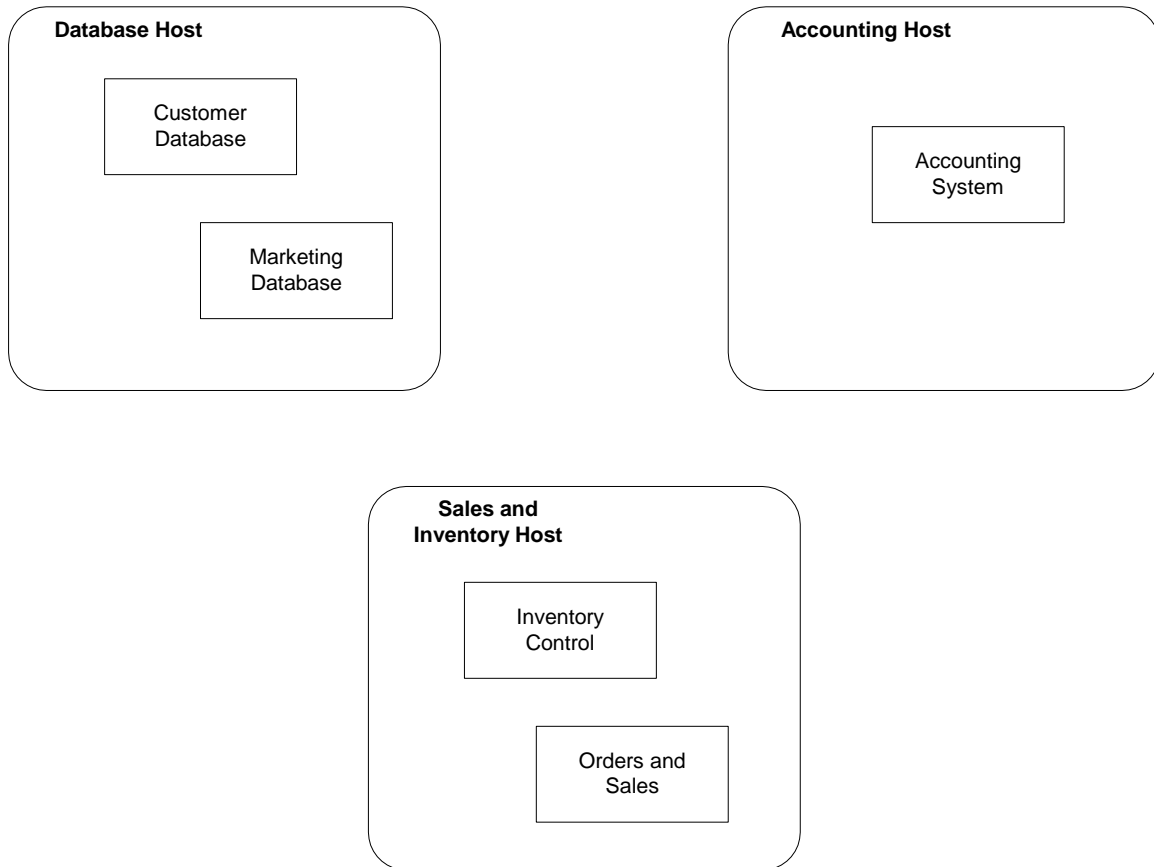 Database Host
Customer
Database
Marketing
Database
Accounting Host
Accounting
System
Sales and
Inventory Host
Inventory
Control
Orders and
Sales